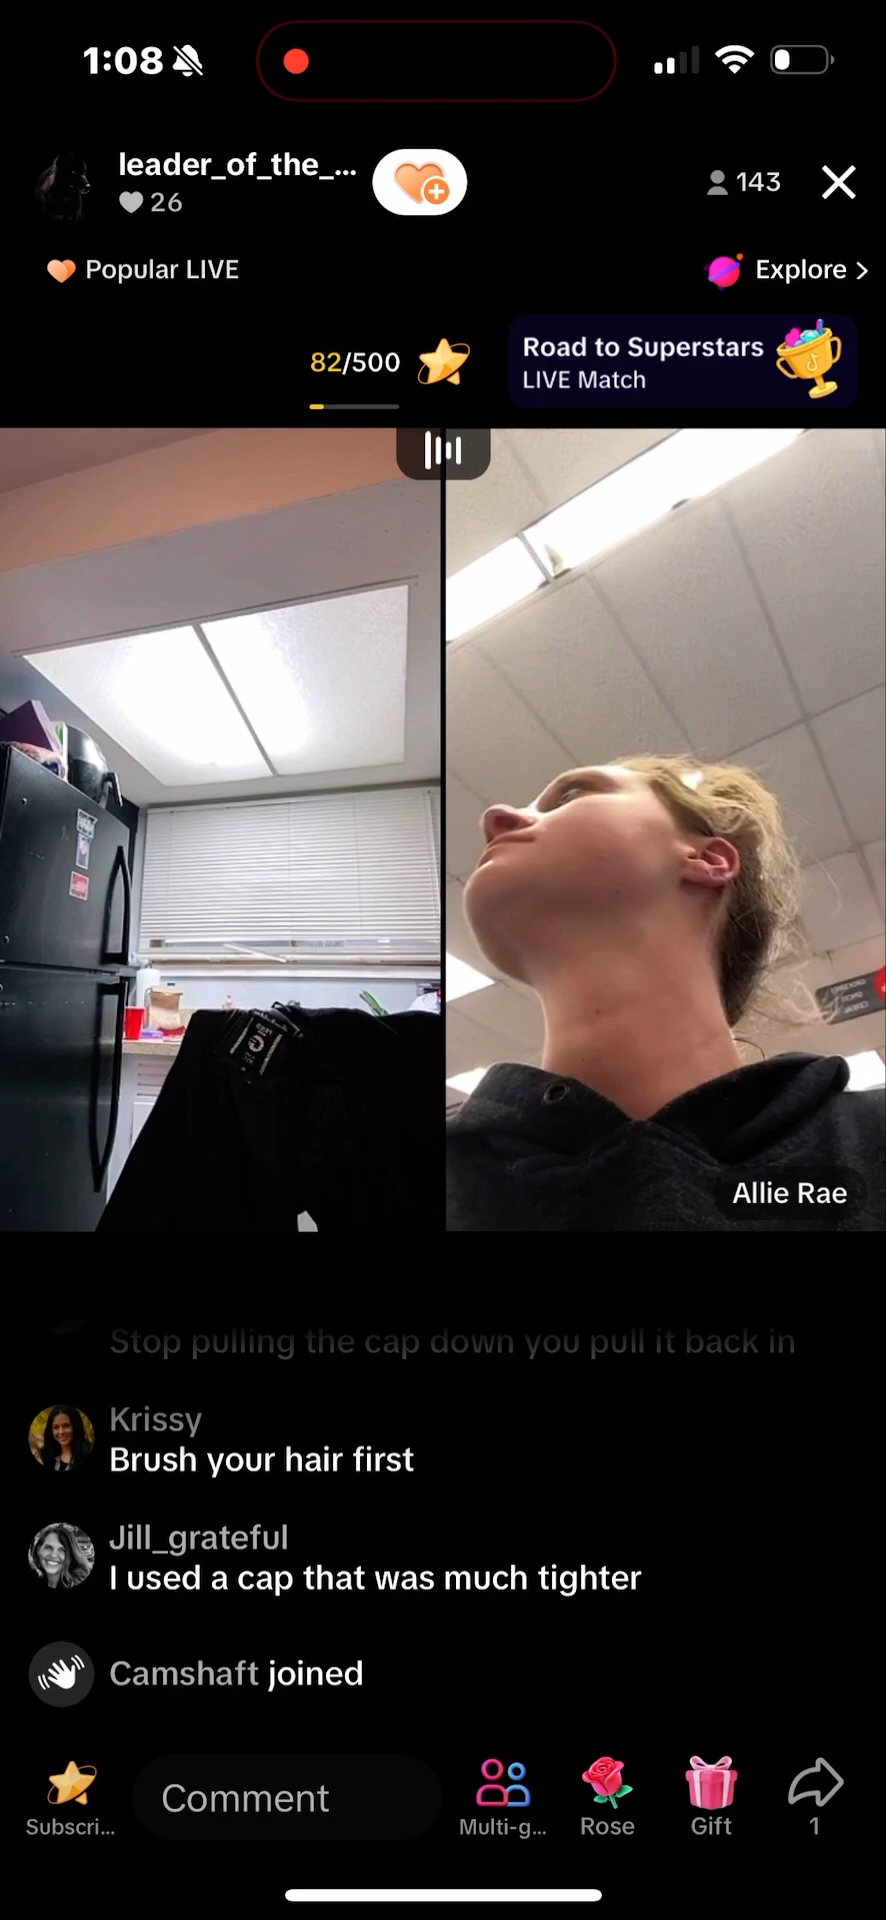 1:08
leader_of_the_...
26
143
Popular LIVE
Explore >
82/500
Road to Superstars
LIVE Match
Allie Rae
Stop pulling the cap down you pull it back in
Krissy
Brush your hair first
Jill_grateful
I used a cap that was much tighter
Camshaft joined
Subscri...
Comment
Multi-g...
Rose
Gift
1